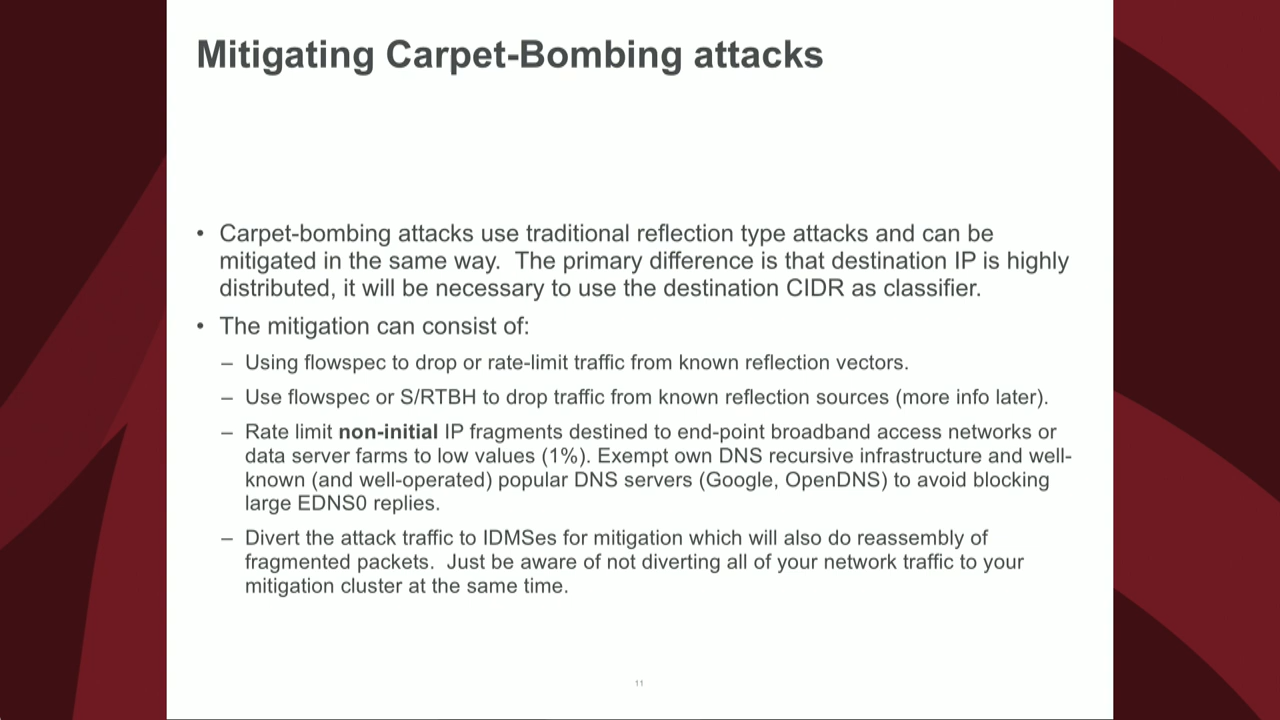 Mitigating Carpet-Bombing attacks
• Carpet-bombing attacks use traditional reflection type attacks and can be
mitigated in the same way.  The primary difference is that destination IP is highly
distributed, it will be necessary to use the destination CIDR as classifier.
• The mitigation can consist of:
– Using flowspec to drop or rate-limit traffic from known reflection vectors.
– Use flowspec or S/RTBH to drop traffic from known reflection sources (more info later).
– Rate limit non-initial IP fragments destined to end-point broadband access networks or
data server farms to low values (1%). Exempt own DNS recursive infrastructure and well-
known (and well-operated) popular DNS servers (Google, OpenDNS) to avoid blocking
large EDNS0 replies.
– Divert the attack traffic to IDMSes for mitigation which will also do reassembly of
fragmented packets.  Just be aware of not diverting all of your network traffic to your
mitigation cluster at the same time.
11